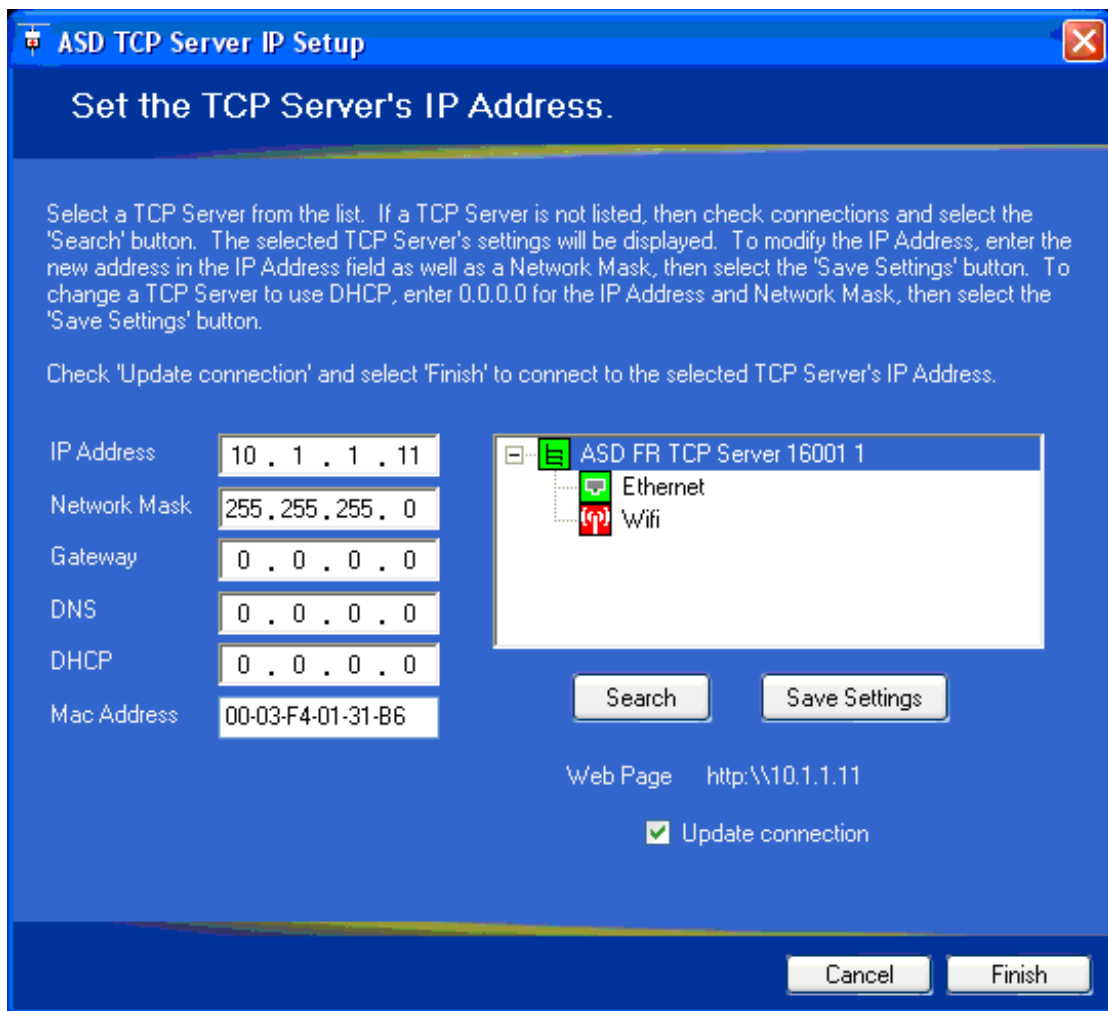 ASD TCP Server IP Setup
Set the TCP Server's IP Address.
Select a TCP Server from the list. If a TCP Server is not listed, then check connections and select the
'Search' button. The selected TCP Server's settings will be displayed. To modify the IP Address, enter the
new address in the IP Address field as well as a Network Mask, then select the 'Save Settings' button. To
change a TCP Server to use DHCP, enter 0.0.0.0 for the IP Address and Network Mask, then select the
'Save Settings' button.
Check 'Update connection' and select 'Finish' to connect to the selected TCP Server's IP Address.
IP Address 10 . 1 . 1 . 11
Network Mask 255 . 255 . 255 . 0
Gateway 0 . 0 . 0 . 0
DNS 0 . 0 . 0 . 0
DHCP 0 . 0 . 0 . 0
Mac Address 00-03-F4-01-31-B6
ASD FR TCP Server 16001 1
Ethernet
Wifi
Search Save Settings
Web Page http:\\10.1.1.11
Update connection
Cancel Finish